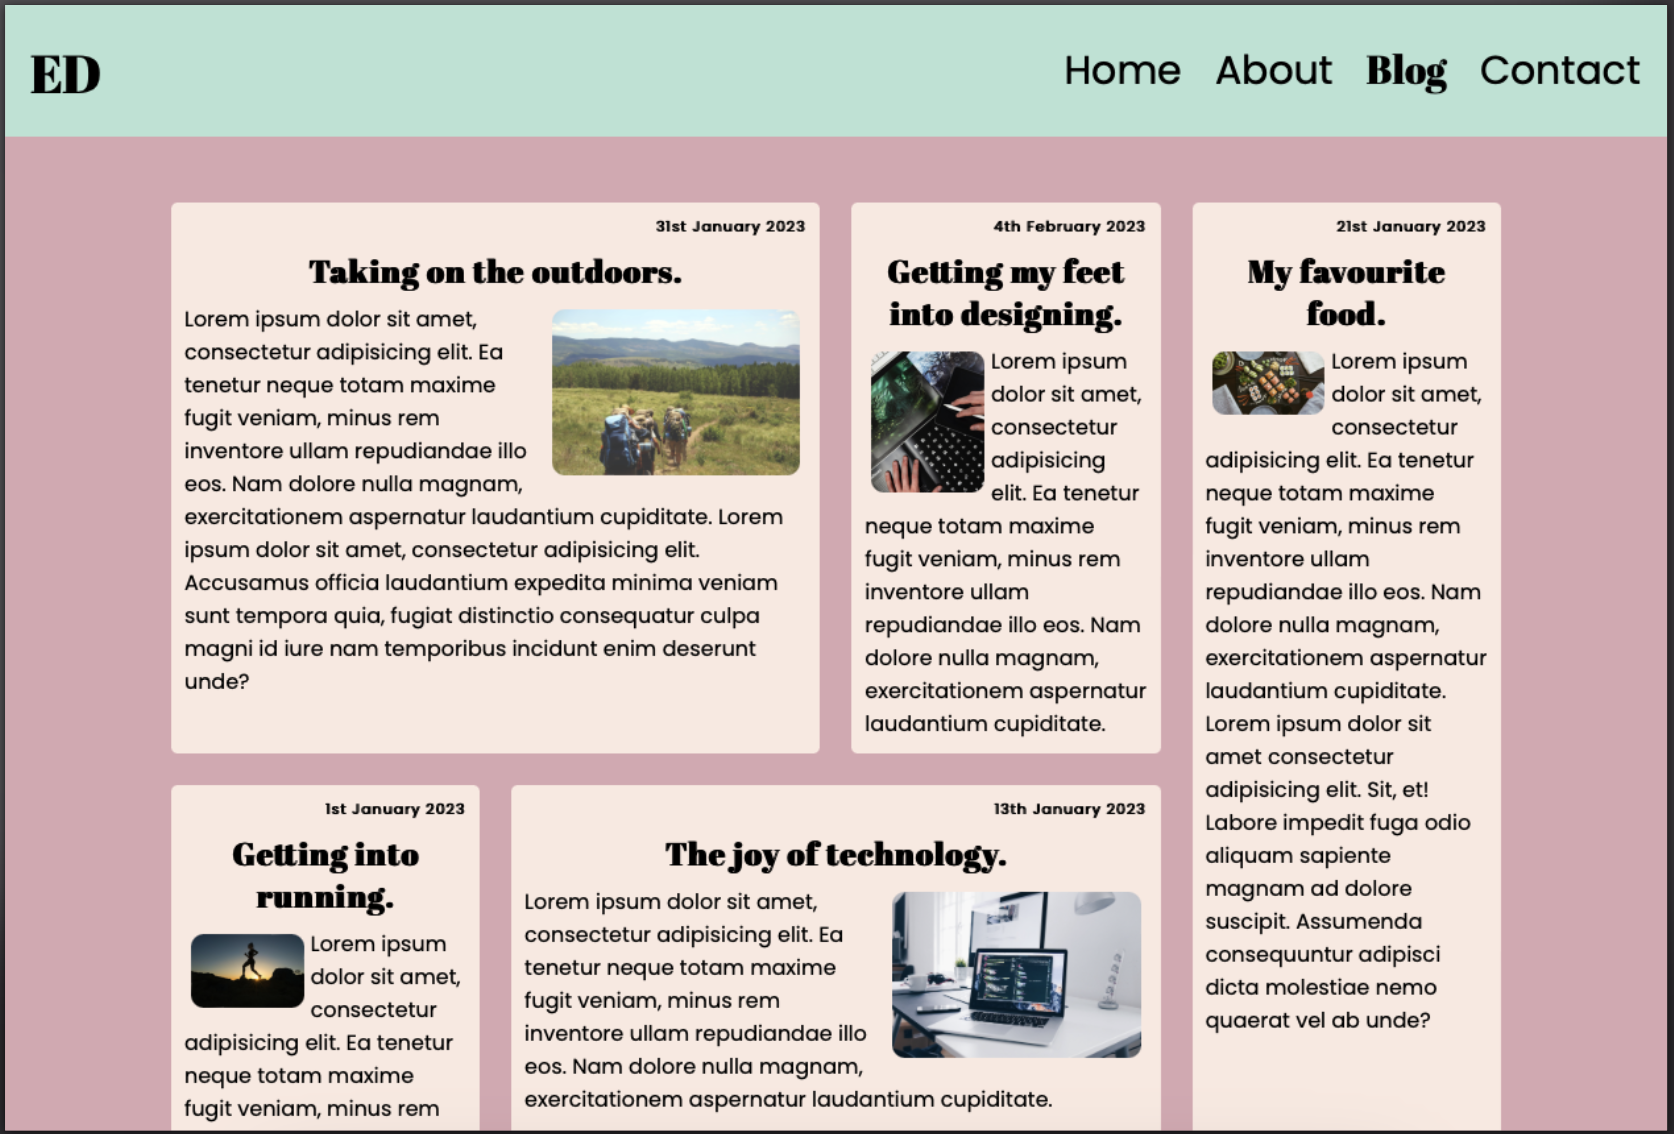 ED
Home About Blog Contact
31st January 2023
Taking on the outdoors.
Lorem ipsum dolor sit amet,
consectetur adipisicing elit. Ea
tenetur neque totam maxime
fugit veniam, minus rem
inventore ullam repudiandae illo
eos. Nam dolore nulla magnam,
exercitationem aspernatur laudantium cupiditate. Lorem
ipsum dolor sit amet, consectetur adipisicing elit.
Accusamus officia laudantium expedita minima veniam
sunt tempora quia, fugiat distinctio consequatur culpa
magni id iure nam temporibus incidunt enim deserunt
unde?
4th February 2023
Getting my feet
into designing.
Lorem ipsum
dolor sit amet,
consectetur
adipisicing
elit. Ea tenetur
neque totam maxime
fugit veniam, minus rem
inventore ullam
repudiandae illo eos. Nam
dolore nulla magnam,
exercitationem aspernatur
laudantium cupiditate.
21st January 2023
My favourite
food.
Lorem ipsum
dolor sit amet,
consectetur
adipisicing elit. Ea tenetur
neque totam maxime
fugit veniam, minus rem
inventore ullam
repudiandae illo eos. Nam
dolore nulla magnam,
exercitationem aspernatur
laudantium cupiditate.
Lorem ipsum dolor sit
amet consectetur
adipisicing elit. Sit, et!
Labore impedit fuga odio
aliquam sapiente
magnam ad dolore
suscipit. Assumenda
consequuntur adipisci
dicta molestiae nemo
quaerat vel ab unde?
1st January 2023
Getting into
running.
Lorem ipsum
dolor sit amet,
consectetur
adipisicing elit. Ea tenetur
neque totam maxime
fugit veniam, minus rem
13th January 2023
The joy of technology.
Lorem ipsum dolor sit amet,
consectetur adipisicing elit. Ea
tenetur neque totam maxime
fugit veniam, minus rem
inventore ullam repudiandae illo
eos. Nam dolore nulla magnam,
exercitationem aspernatur laudantium cupiditate.